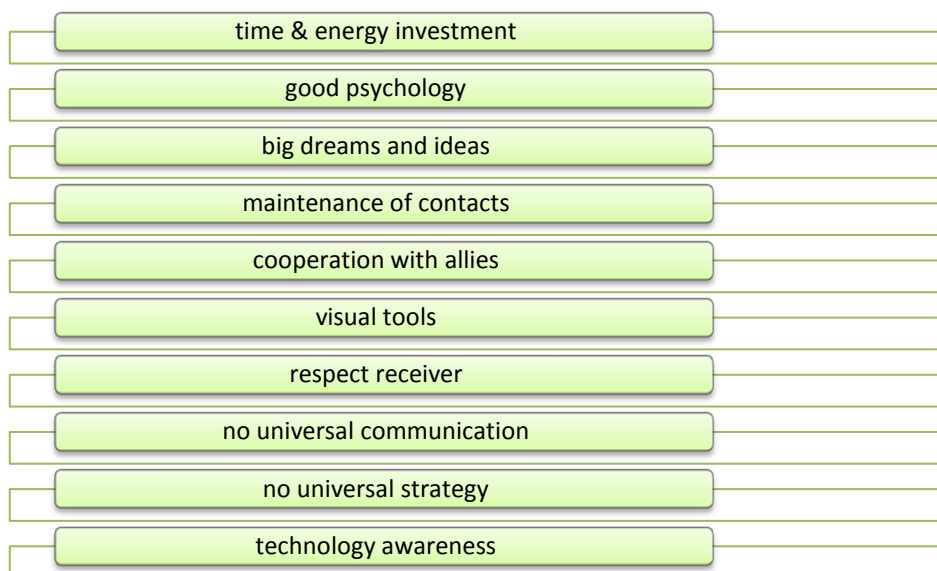 time & energy investment
good psychology
big dreams and ideas
maintenance of contacts
cooperation with allies
visual tools
respect receiver
no universal communication
no universal strategy
technology awareness